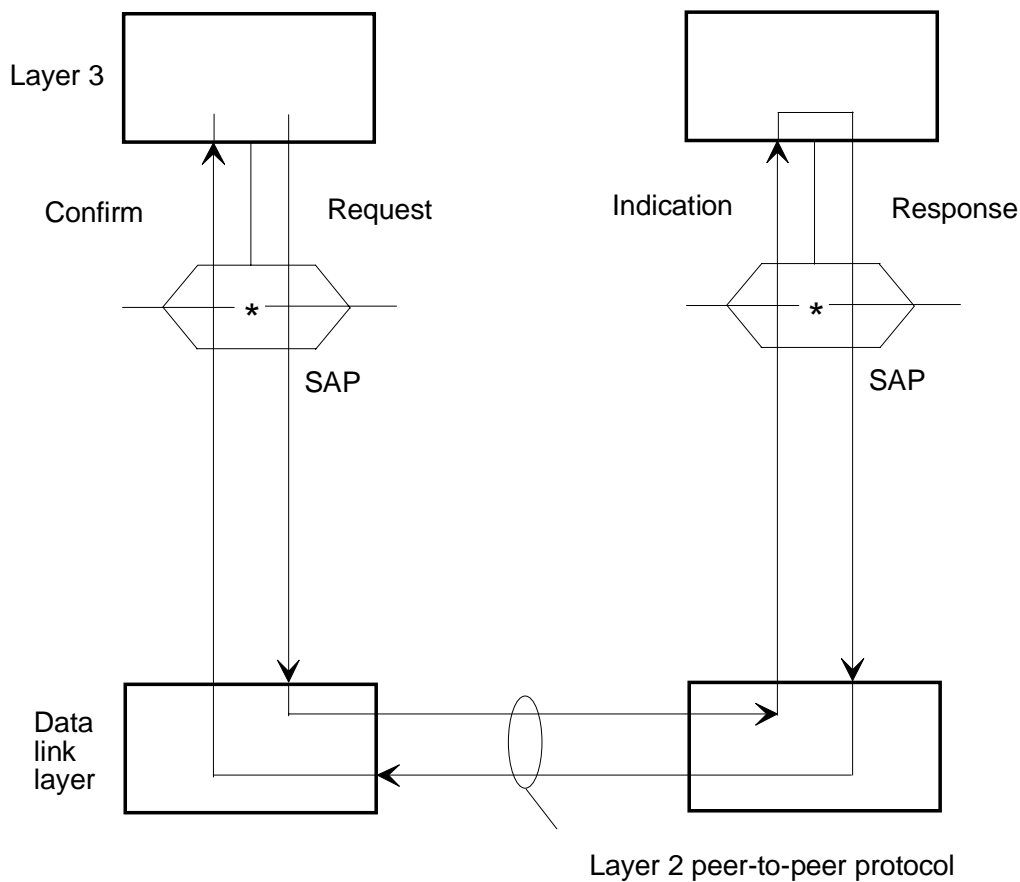 Layer 3
Confirm
Request
Indication
Response
*
*
SAP
SAP
Data
link
layer
Layer 2 peer-to-peer protocol